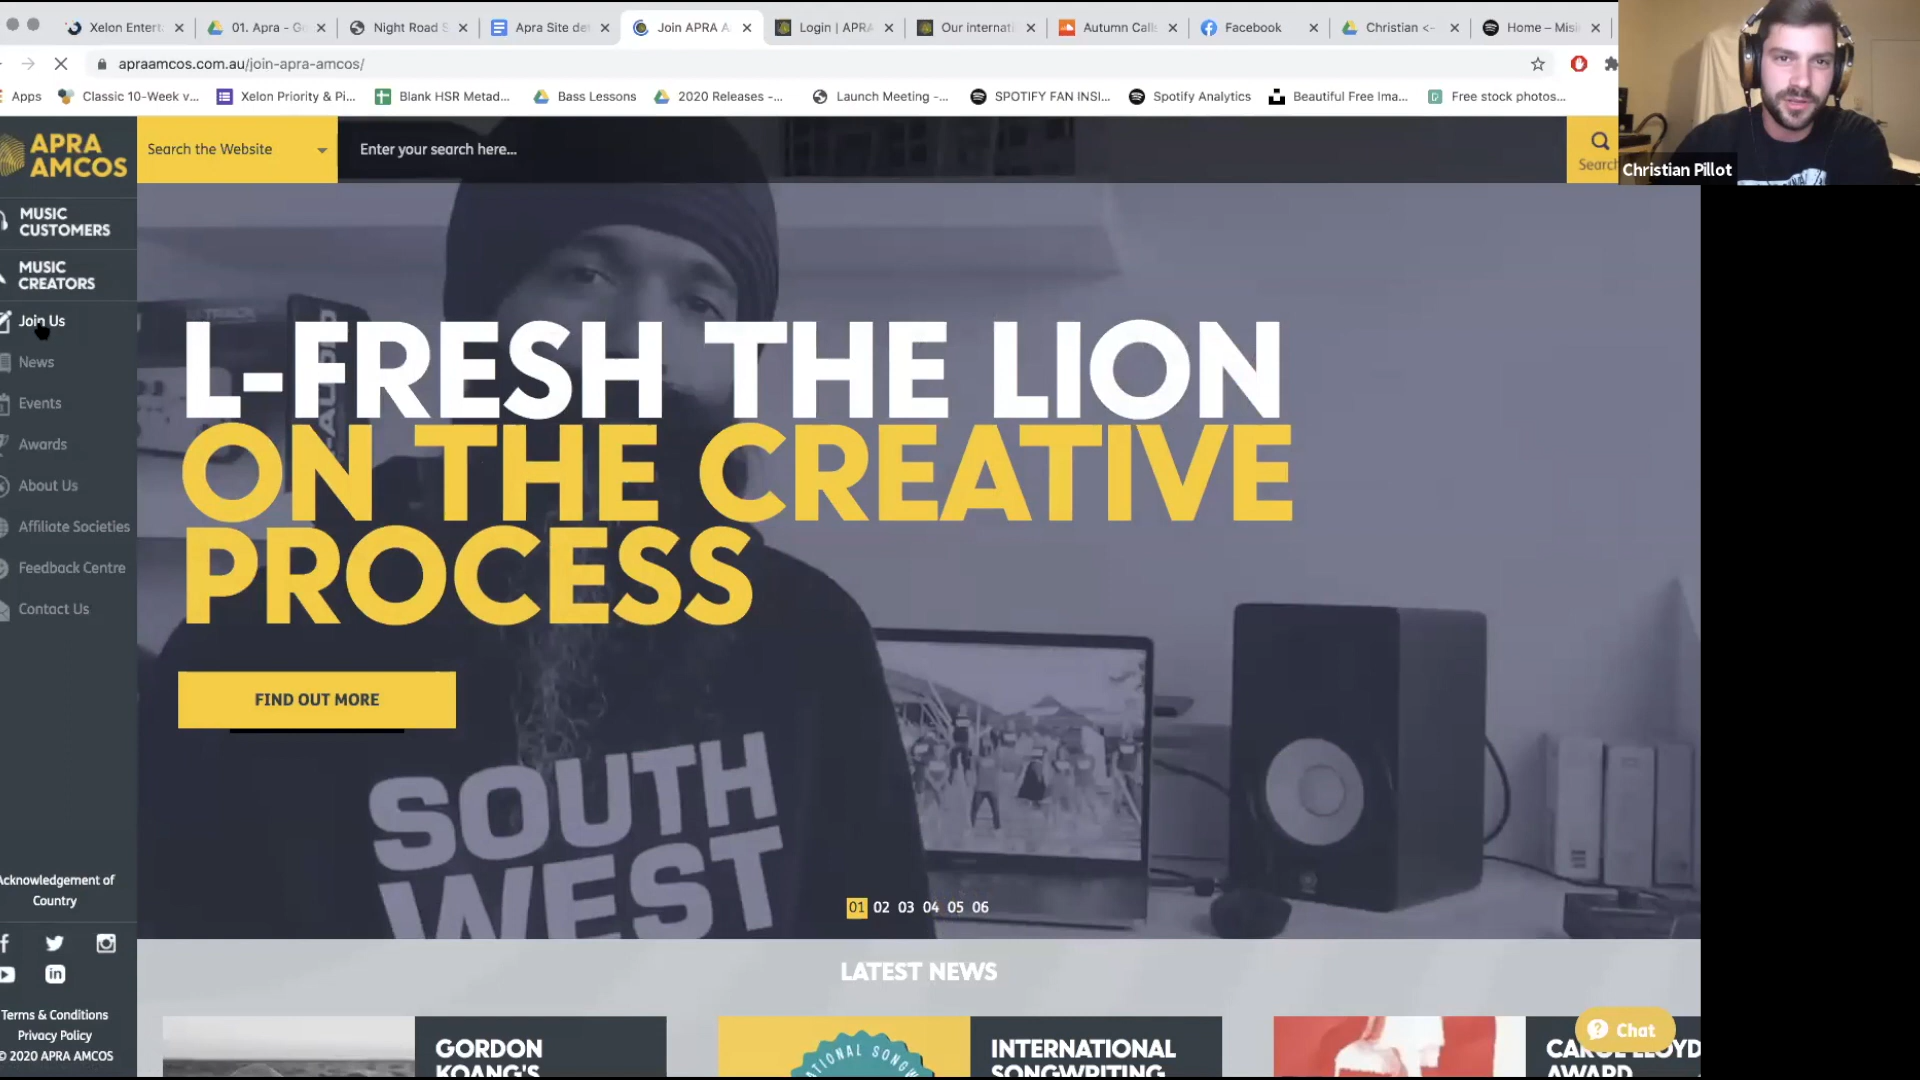 Xelon Entert
01. Apra - G
Night Road S
Apra Site de
Join APRA A
Login | APRA
Our internati
Autumn Call
Facebook
Christian <-
Home – Misi
apraamcos.com.au/join-apra-amcos/
Apps
Classic 10-Week v...
Xelon Priority & Pi...
Blank HSR Metad...
Bass Lessons
2020 Releases -...
Launch Meeting -...
SPOTIFY FAN INSI...
Spotify Analytics
Beautiful Free Ima...
Free stock photos...
Christian Pillot
APRA
AMCOS
Search the Website
Enter your search here...
Search
MUSIC
CUSTOMERS
MUSIC
CREATORS
Join Us
News
Events
Awards
About Us
Affiliate Societies
Feedback Centre
Contact Us
L-FRESH THE LION
ON THE CREATIVE
PROCESS
FIND OUT MORE
SOUTH
WEST
01 02 03 04 05 06
Acknowledgement of
Country
Terms & Conditions
Privacy Policy
© 2020 APRA AMCOS
LATEST NEWS
GORDON
KOANG'S
INTERNATIONAL
SONGWRITING
AWARD
Chat